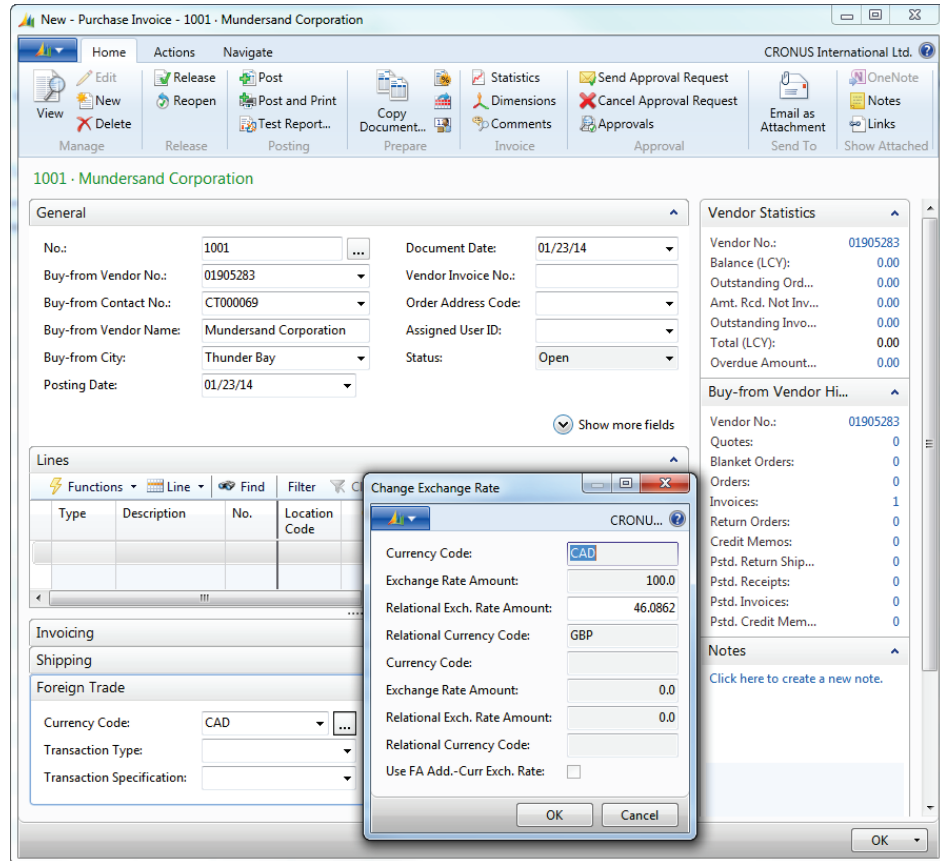 New - Purchase Invoice - 1001 · Mundersand Corporation
Home Actions Navigate CRONUS International Ltd.
View Edit New Delete
Manage
Release Reopen
Release
Post Post and Print Test Report...
Posting
Copy Document...
Prepare
Statistics Dimensions Comments
Invoice
Send Approval Request Cancel Approval Request Approvals
Approval
Email as Attachment
Send To
OneNote Notes Links
Show Attached
1001 · Mundersand Corporation
General
No.: 1001 ...
Buy-from Vendor No.: 01905283
Buy-from Contact No.: CT000069
Buy-from Vendor Name: Mundersand Corporation
Buy-from City: Thunder Bay
Posting Date: 01/23/14
Document Date: 01/23/14
Vendor Invoice No.:
Order Address Code:
Assigned User ID:
Status: Open
Show more fields
Lines
Functions Line Find Filter Cl
Type Description No. Location Code
Invoicing
Shipping
Foreign Trade
Currency Code: CAD ...
Transaction Type:
Transaction Specification:
Change Exchange Rate
CRONU...
Currency Code: CAD
Exchange Rate Amount: 100.0
Relational Exch. Rate Amount: 46.0862
Relational Currency Code: GBP
Currency Code:
Exchange Rate Amount: 0.0
Relational Exch. Rate Amount: 0.0
Relational Currency Code:
Use FA Add.-Curr Exch. Rate:
OK Cancel
Vendor Statistics
Vendor No.: 01905283
Balance (LCY): 0.00
Outstanding Ord... 0.00
Amt. Rcd. Not Inv... 0.00
Outstanding Invo... 0.00
Total (LCY): 0.00
Overdue Amount... 0.00
Buy-from Vendor Hi...
Vendor No.: 01905283
Quotes: 0
Blanket Orders: 0
Orders: 0
Invoices: 1
Return Orders: 0
Credit Memos: 0
Pstd. Return Ship... 0
Pstd. Receipts: 0
Pstd. Invoices: 0
Pstd. Credit Mem... 0
Notes
Click here to create a new note.
OK